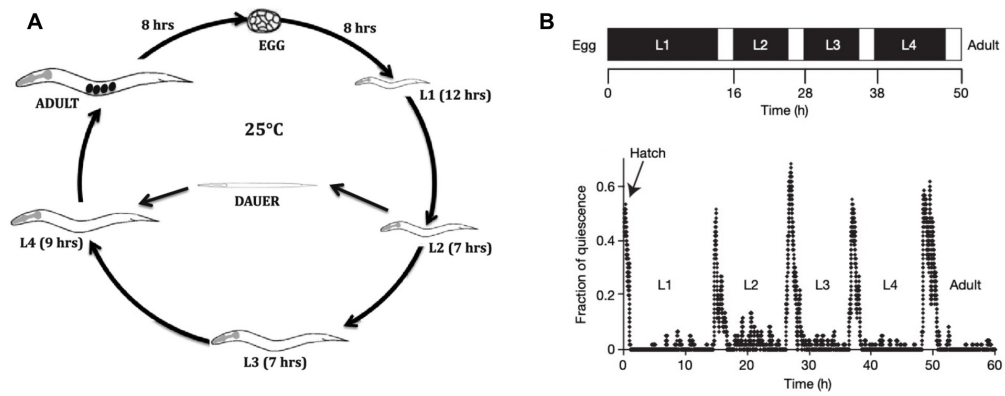 A
8 hrs
EGG
8 hrs
L1 (12 hrs)
ADULT
25°C
DAUER
L4 (9 hrs)
L2 (7 hrs)
L3 (7 hrs)
B
Egg L1 L2 L3 L4 Adult
0 16 28 38 50
Time (h)
Hatch
Fraction of quiescence
0.6
0.4
0.2
0
L1 L2 L3 L4 Adult
0 10 20 30 40 50 60
Time (h)